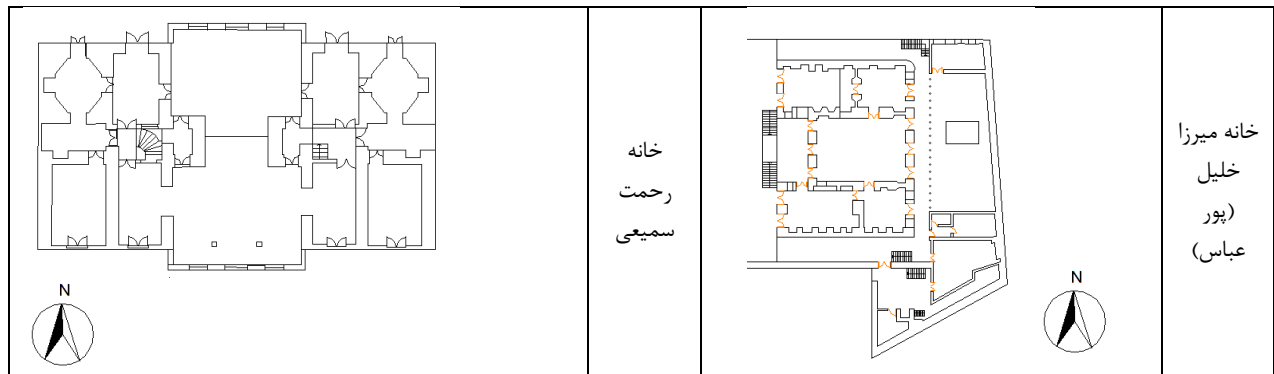 خانه میرزا
خلیل
(پور
عباس)
N
خانه
رحمت
سمیعی
N